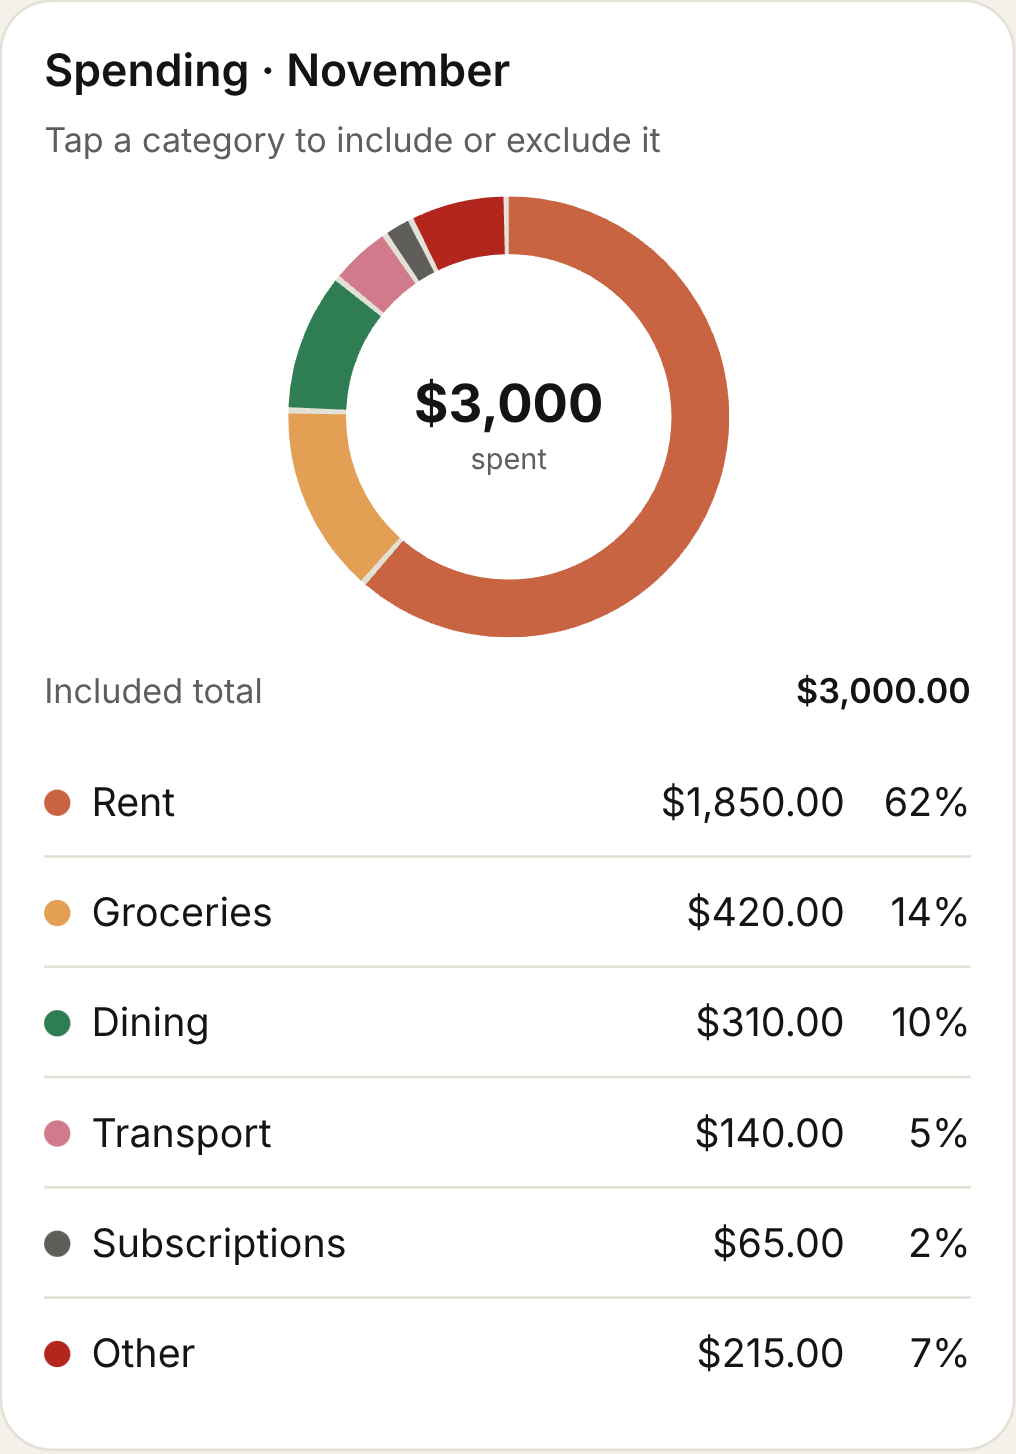 Spending · November
Tap a category to include or exclude it
$3,000
spent
Included total $3,000.00
Rent $1,850.00 62%
Groceries $420.00 14%
Dining $310.00 10%
Transport $140.00 5%
Subscriptions $65.00 2%
Other $215.00 7%